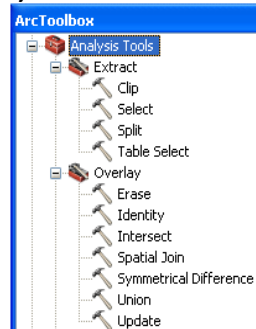 ArcToolbox
Analysis Tools
Extract
Clip
Select
Split
Table Select
Overlay
Erase
Identity
Intersect
Spatial Join
Symmetrical Difference
Union
Update